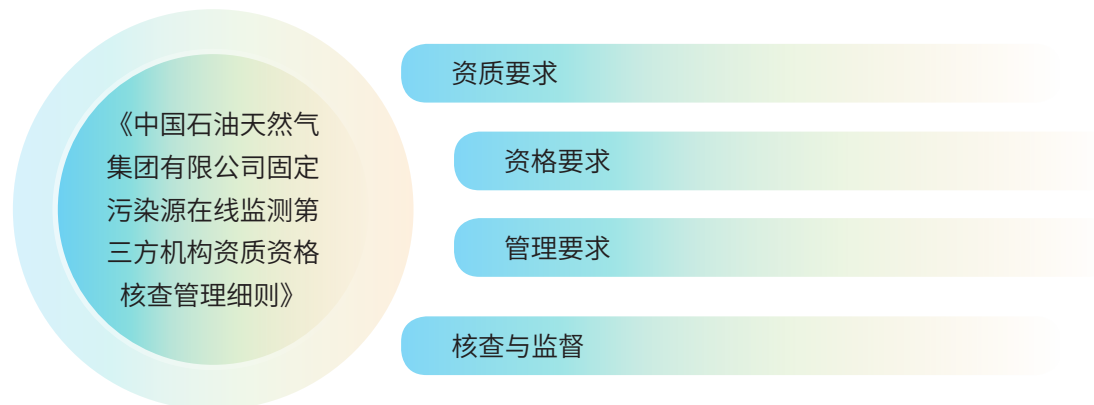 《中国石油天然气
集团有限公司固定
污染源在线监测第
三方机构资质资格
核查管理细则》
资质要求
资格要求
管理要求
核查与监督